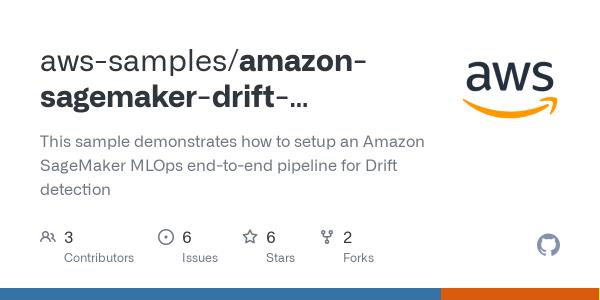 aws-samples/amazon-
sagemaker-drift-...
aws
This sample demonstrates how to setup an Amazon
SageMaker MLOps end-to-end pipeline for Drift
detection
3
Contributors
6
Issues
6
Stars
2
Forks